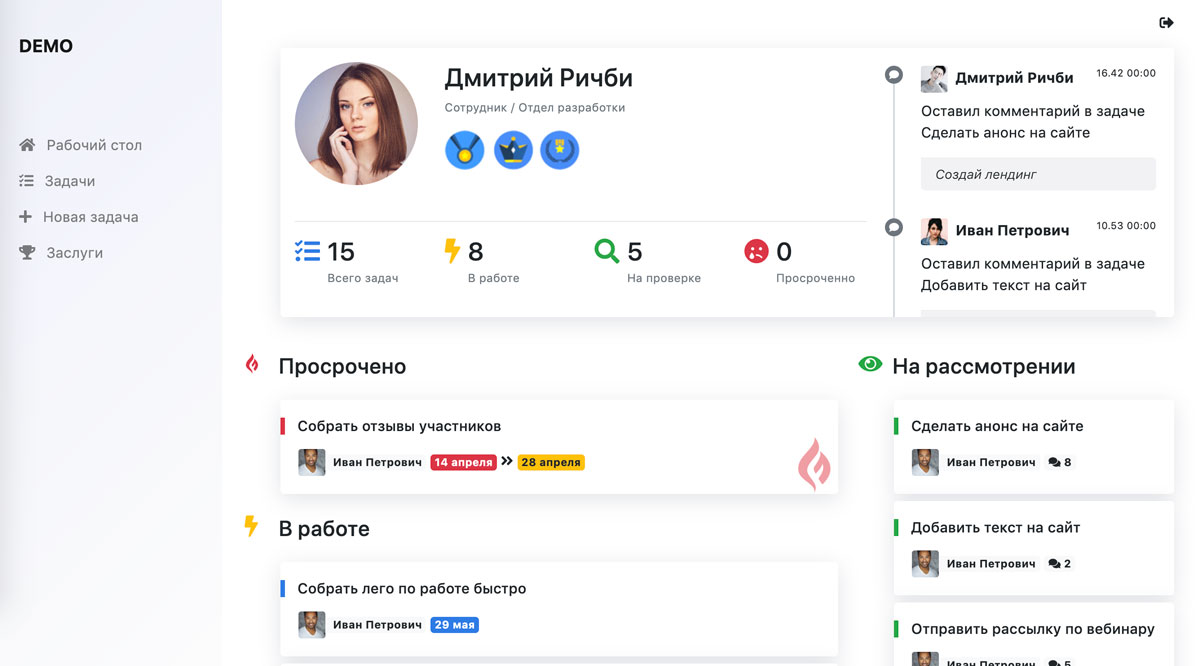 DEMO
Рабочий стол
Задачи
Новая задача
Заслуги
Дмитрий Ричби
Сотрудник / Отдел разработки
15
Всего задач
8
В работе
5
На проверке
0
Просроченно
Дмитрий Ричби 16.42 00:00
Оставил комментарий в задаче
Сделать анонс на сайте
Создай лендинг
Иван Петрович 10.53 00:00
Оставил комментарий в задаче
Добавить текст на сайт
Просрочено
Собрать отзывы участников
Иван Петрович 14 апреля 28 апреля
В работе
Собрать лего по работе быстро
Иван Петрович 29 мая
На рассмотрении
Сделать анонс на сайте
Иван Петрович 8
Добавить текст на сайт
Иван Петрович 2
Отправить рассылку по вебинару
Иван Петрович 5